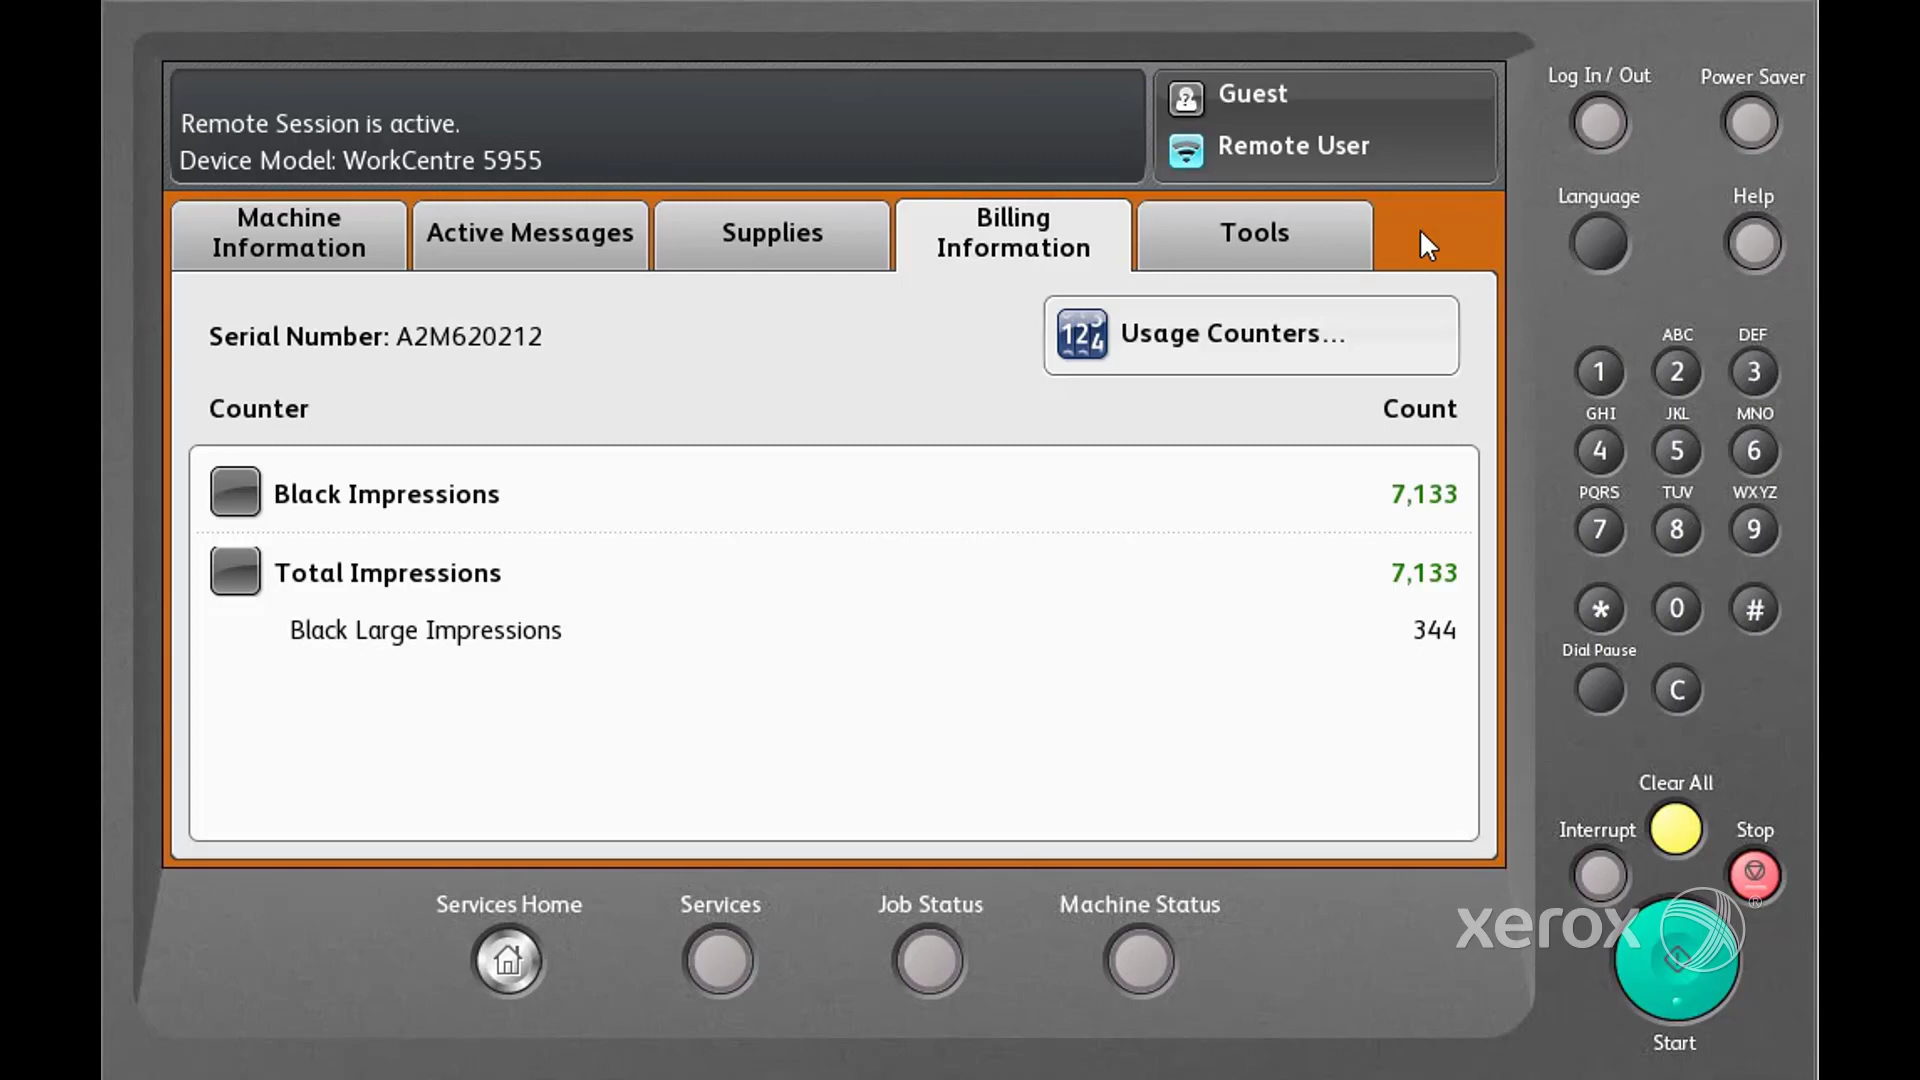 Remote Session is active.
Device Model: WorkCentre 5955
Guest
Remote User
Log In / Out
Power Saver
Language
Help
Machine
Information
Active Messages
Supplies
Billing
Information
Tools
Serial Number: A2M620212
1234
Usage Counters...
Counter
Count
Black Impressions
7,133
Total Impressions
7,133
Black Large Impressions
344
ABC
DEF
1
2
3
GHI
JKL
MNO
4
5
6
PQRS
TUV
WXYZ
7
8
9
*
0
#
Dial Pause
C
Clear All
Interrupt
Stop
Services Home
Services
Job Status
Machine Status
xerox ®
Start